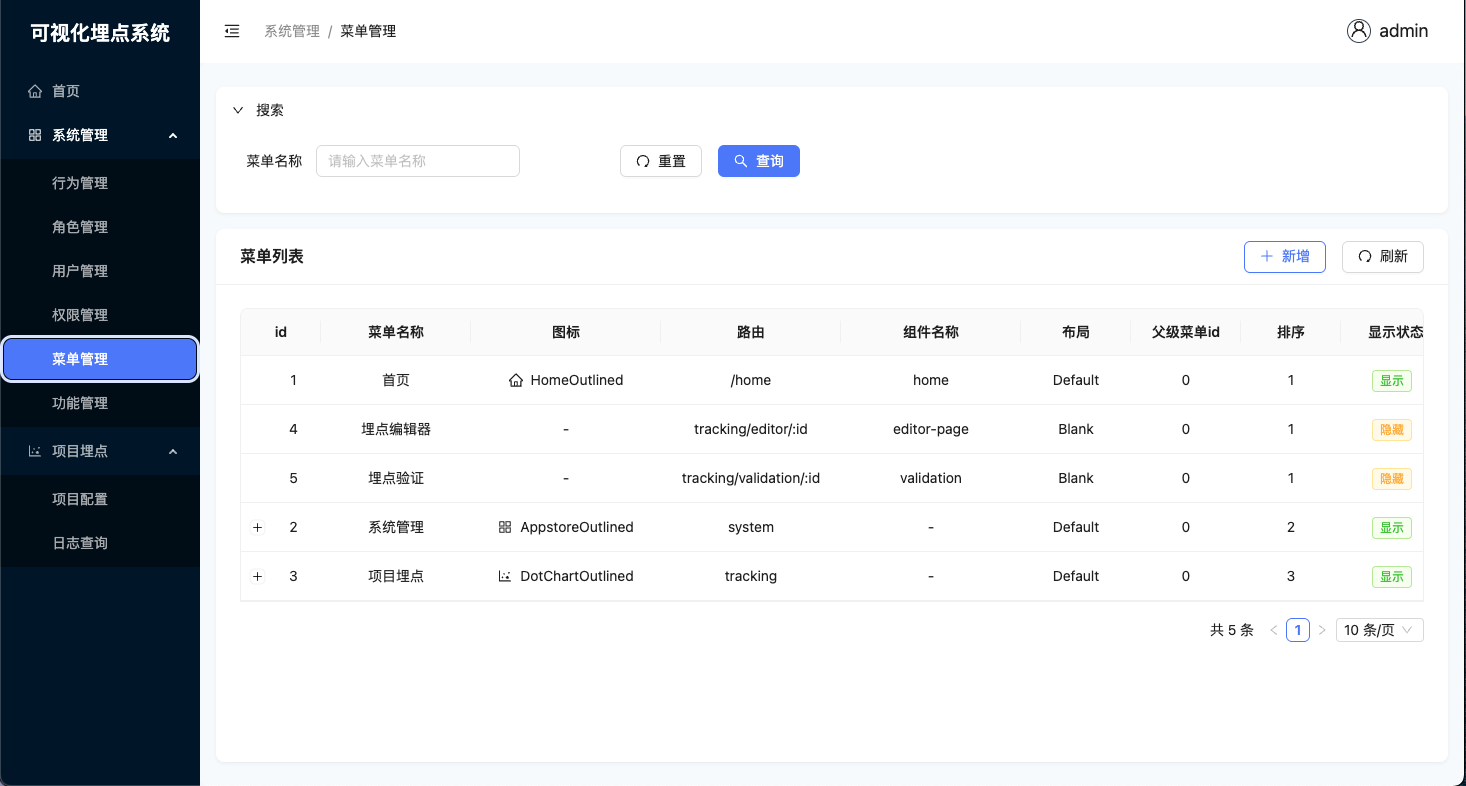 可视化埋点系统
系统管理 / 菜单管理
admin
首页
系统管理
行为管理
角色管理
用户管理
权限管理
菜单管理
功能管理
项目埋点
项目配置
日志查询
搜索
菜单名称 请输入菜单名称 重置 查询
菜单列表 新增 刷新
id 菜单名称 图标 路由 组件名称 布局 父级菜单id 排序 显示状态
1 首页 HomeOutlined /home home Default 0 1 显示
4 埋点编辑器 - tracking/editor/:id editor-page Blank 0 1 隐藏
5 埋点验证 - tracking/validation/:id validation Blank 0 1 隐藏
2 系统管理 AppstoreOutlined system - Default 0 2 显示
3 项目埋点 DotChartOutlined tracking - Default 0 3 显示
共 5 条 1 10 条/页